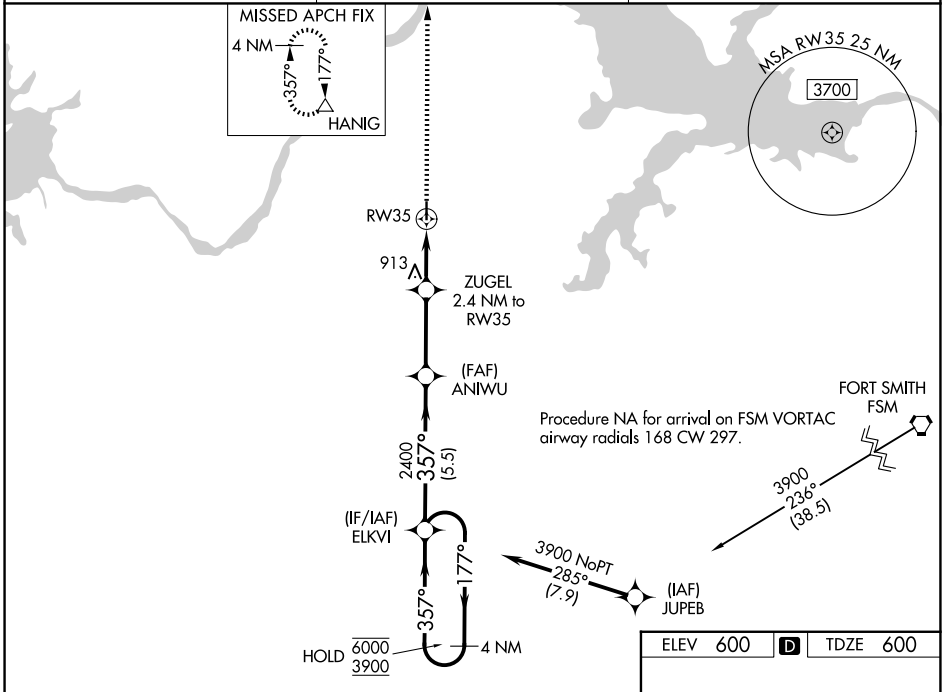 MISSED APCH FIX
4 NM
357°
177°
HANIG
MSA RW35 25 NM
3700
RW35
913
ZUGEL
2.4 NM to
RW35
(FAF)
ANIWU
FORT SMITH
FSM
Procedure NA for arrival on FSM VORTAC
airway radials 168 CW 297.
2400
357°
(5.5)
3900
236°
(38.5)
(IF/IAF)
ELKVI
3900 NoPT
285°
(7.9)
(IAF)
JUPEB
357°
177°
HOLD 6000
3900
4 NM
ELEV 600 D TDZE 600